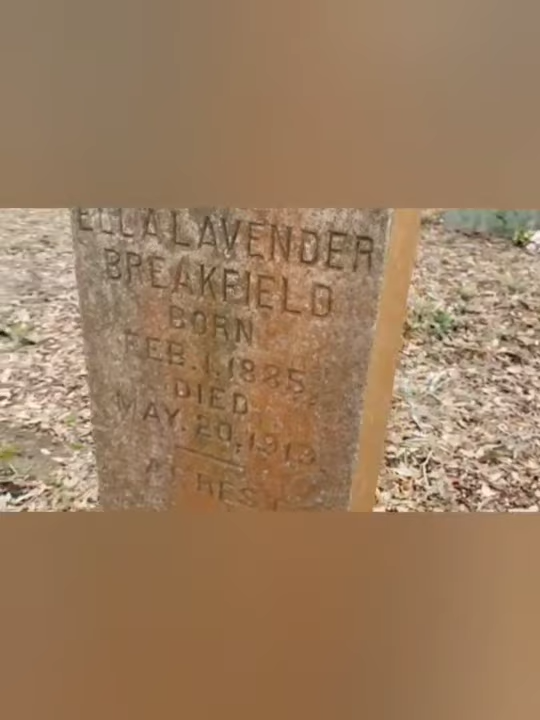 ELLA LAVENDER
BREAKFIELD
BORN
FEB. 1, 1885
DIED
MAY. 20, 1913
AT REST